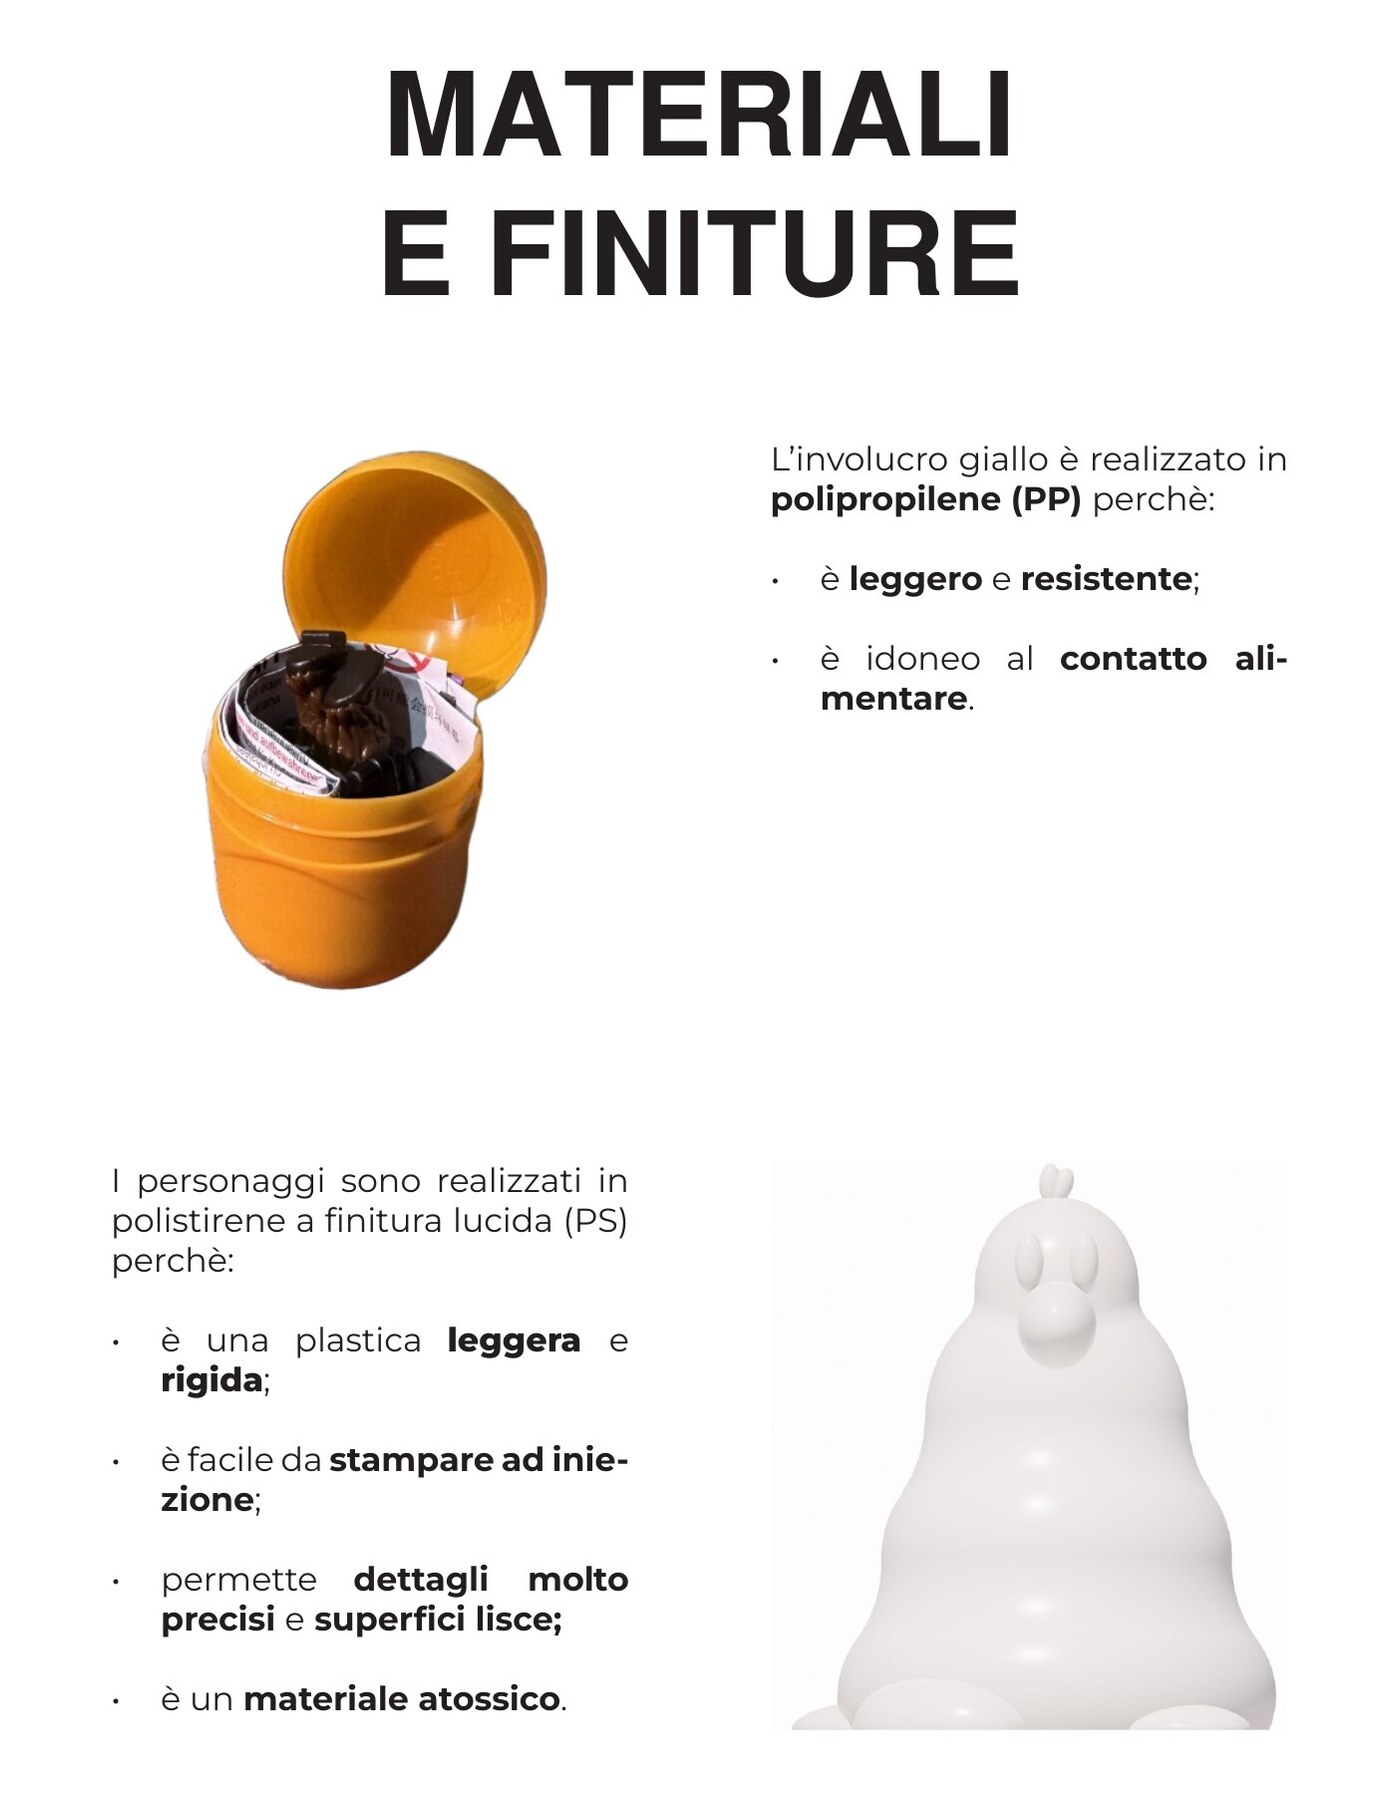 MATERIALI
E FINITURE
L’involucro giallo è realizzato in
polipropilene (PP) perchè:
• è leggero e resistente;
• è idoneo al contatto ali-
mentare.
I personaggi sono realizzati in
polistirene a finitura lucida (PS)
perchè:
• è una plastica leggera e
rigida;
• è facile da stampare ad inie-
zione;
• permette dettagli molto
precisi e superfici lisce;
• è un materiale atossico.